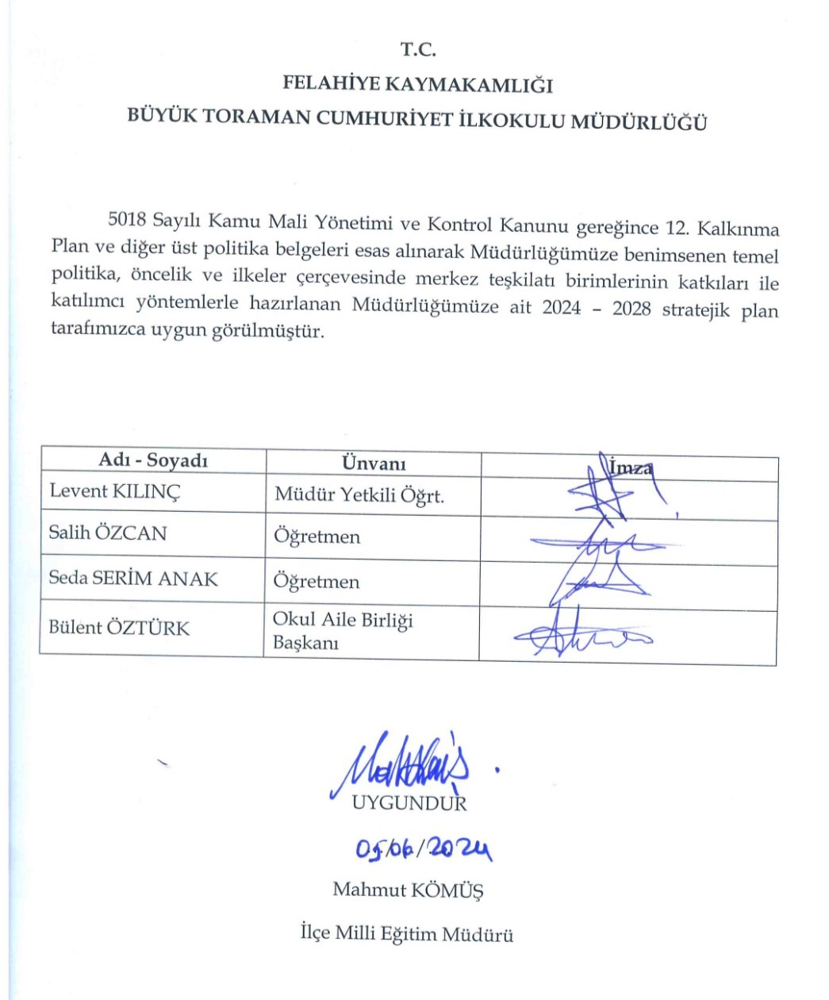 T.C.
FELAHİYE KAYMAKAMLIĞI
BÜYÜK TORAMAN CUMHURİYET İLKOKULU MÜDÜRLÜĞÜ
5018 Sayılı Kamu Mali Yönetimi ve Kontrol Kanunu gereğince 12. Kalkınma
Plan ve diğer üst politika belgeleri esas alınarak Müdürlüğümüze benimsenen temel
politika, öncelik ve ilkeler çerçevesinde merkez teşkilatı birimlerinin katkıları ile
katılımcı yöntemlerle hazırlanan Müdürlüğümüze ait 2024 – 2028 stratejik plan
tarafımızca uygun görülmüştür.
Adı - Soyadı Ünvanı İmza
Levent KILINÇ Müdür Yetkili Öğrt.
Salih ÖZCAN Öğretmen
Seda SERİM ANAK Öğretmen
Bülent ÖZTÜRK Okul Aile Birliği
Başkanı
UYGUNDUR
05/06/2024
Mahmut KÖMÜŞ
İlçe Milli Eğitim Müdürü